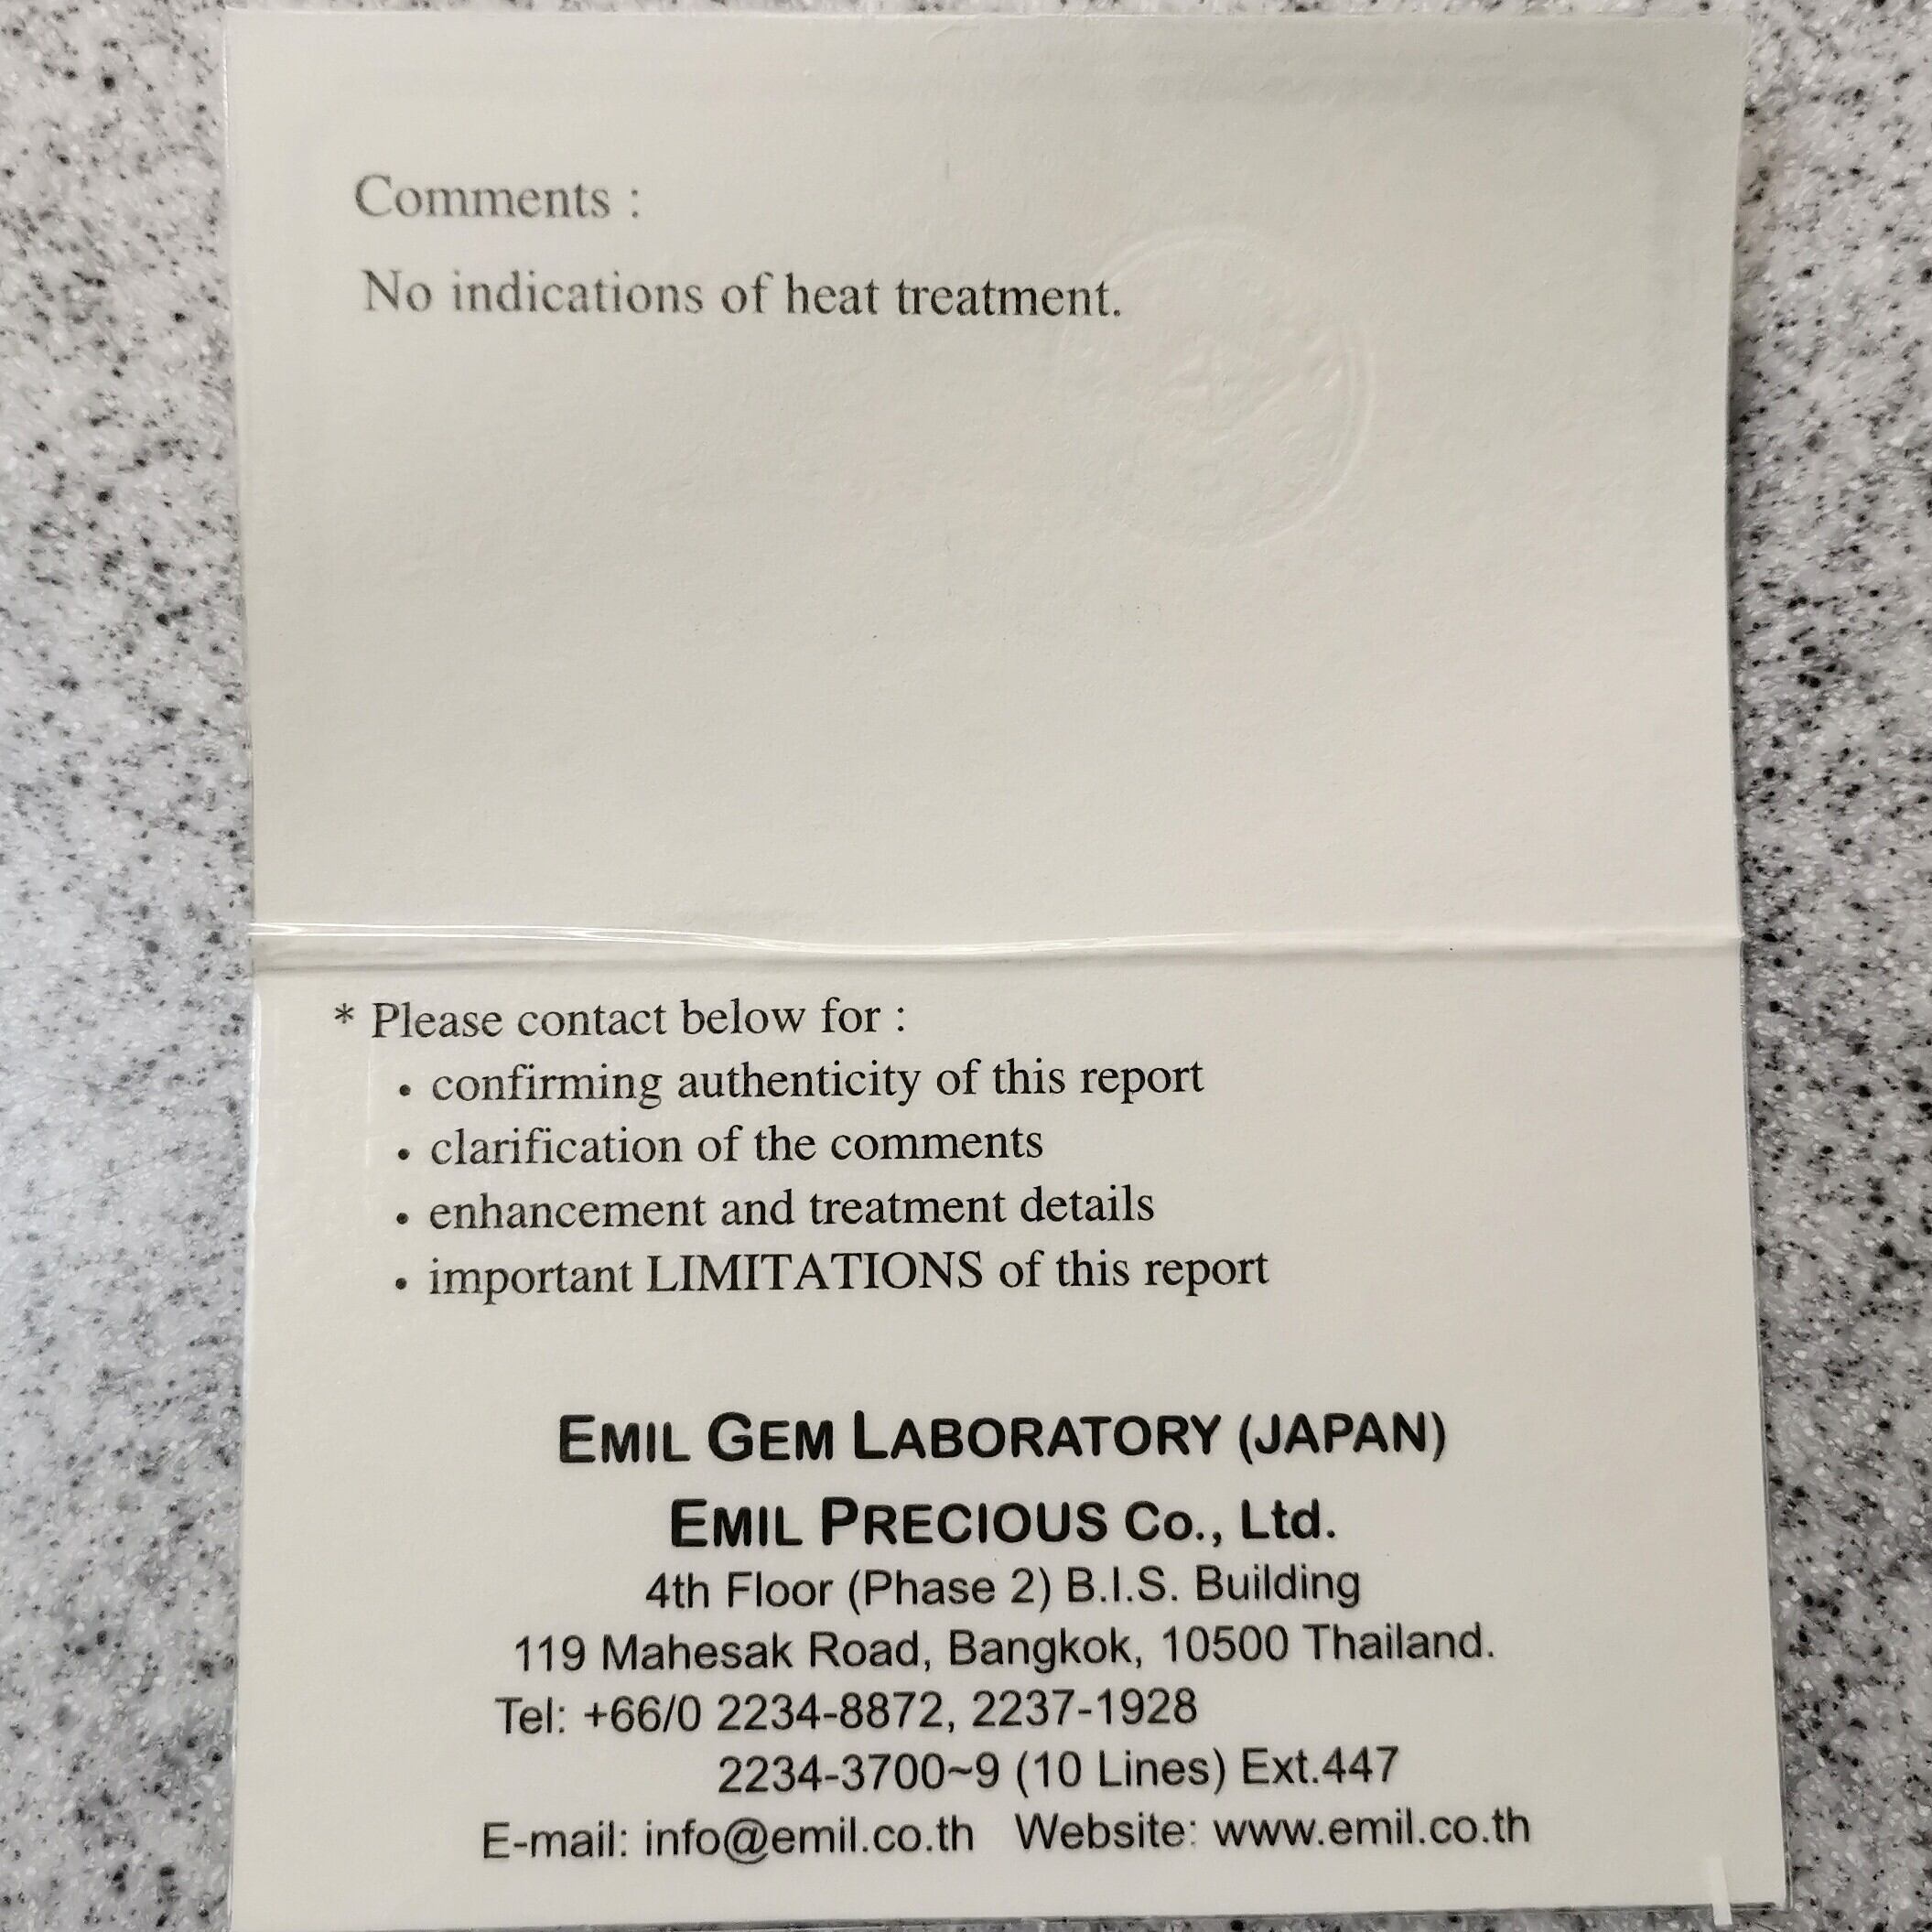 Comments :
No indications of heat treatment.
* Please contact below for :
• confirming authenticity of this report
• clarification of the comments
• enhancement and treatment details
• important LIMITATIONS of this report
EMIL GEM LABORATORY (JAPAN)
EMIL PRECIOUS Co., Ltd.
4th Floor (Phase 2) B.I.S. Building
119 Mahesak Road, Bangkok, 10500 Thailand.
Tel: +66/0 2234-8872, 2237-1928
2234-3700~9 (10 Lines) Ext.447
E-mail: info@emil.co.th Website: www.emil.co.th